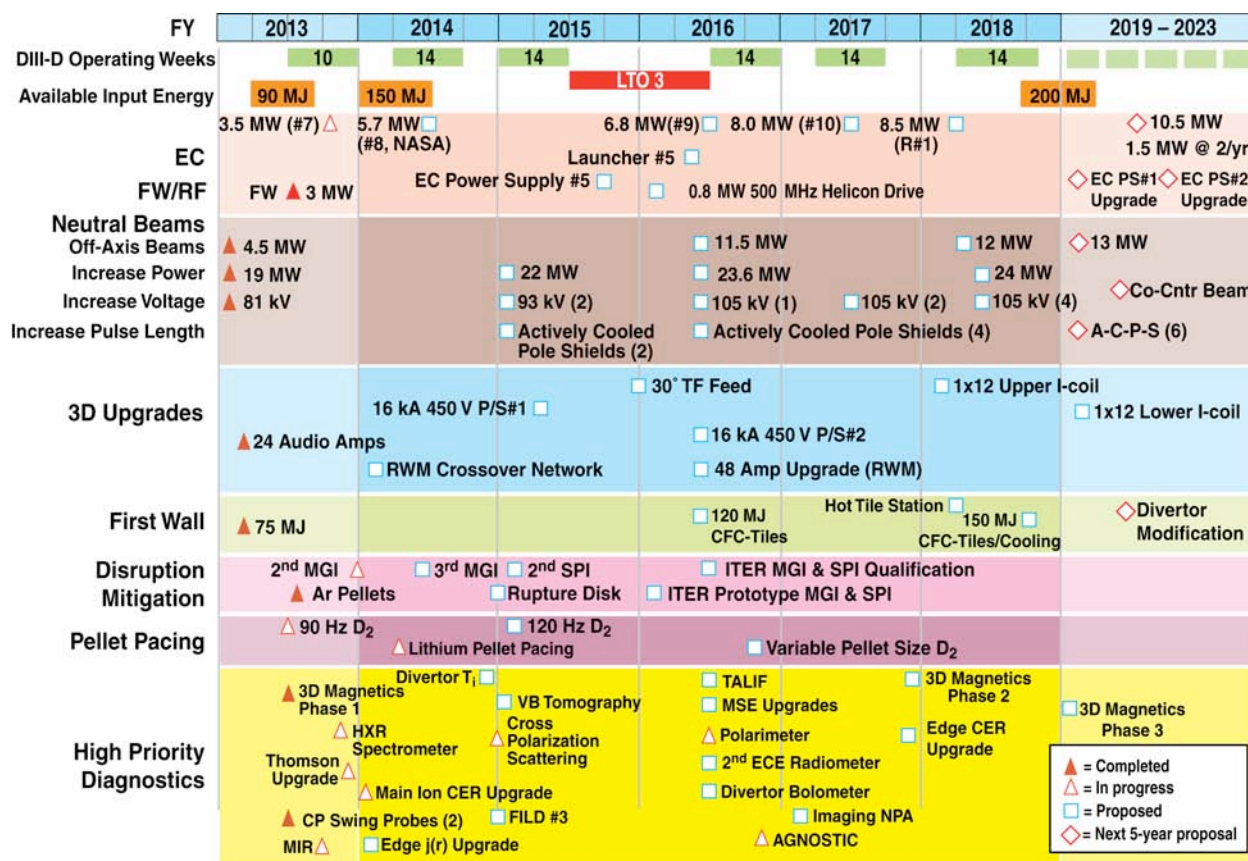 FY 2013 2014 2015 2016 2017 2018 2019 – 2023
DIII-D Operating Weeks 10 14 14 14 14 14
LTO 3
Available Input Energy 90 MJ 150 MJ 200 MJ
3.5 MW (#7) 5.7 MW 6.8 MW(#9) 8.0 MW (#10) 8.5 MW 10.5 MW
(#8, NASA) (R#1) 1.5 MW @ 2/yr
EC Launcher #5
EC Power Supply #5 EC PS#1 EC PS#2
FW/RF FW 3 MW 0.8 MW 500 MHz Helicon Drive Upgrade Upgrade
Neutral Beams
Off-Axis Beams 4.5 MW 11.5 MW 12 MW 13 MW
Increase Power 19 MW 22 MW 23.6 MW 24 MW
Co-Cntr Beam
Increase Voltage 81 kV 93 kV (2) 105 kV (1) 105 kV (2) 105 kV (4)
Increase Pulse Length Actively Cooled Actively Cooled Pole Shields (4) A-C-P-S (6)
Pole Shields (2)
30° TF Feed 1x12 Upper I-coil
3D Upgrades 16 kA 450 V P/S#1 1x12 Lower I-coil
24 Audio Amps 16 kA 450 V P/S#2
RWM Crossover Network 48 Amp Upgrade (RWM)
Hot Tile Station
First Wall 75 MJ 120 MJ 150 MJ Divertor
CFC-Tiles CFC-Tiles/Cooling Modification
Disruption 2nd MGI 3rd MGI 2nd SPI ITER MGI & SPI Qualification
Mitigation Ar Pellets Rupture Disk ITER Prototype MGI & SPI
90 Hz D2 120 Hz D2
Pellet Pacing Lithium Pellet Pacing Variable Pellet Size D2
Divertor Ti TALIF 3D Magnetics
Phase 2
3D Magnetics VB Tomography MSE Upgrades 3D Magnetics
Phase 1 Phase 3
HXR Cross Polarimeter Edge CER
Spectrometer Polarization Upgrade
Scattering
High Priority
Diagnostics
Thomson 2nd ECE Radiometer
Upgrade
Main Ion CER Upgrade Divertor Bolometer
CP Swing Probes (2) FILD #3 Imaging NPA
MIR Edge j(r) Upgrade AGNOSTIC
= Completed
= In progress
= Proposed
= Next 5-year proposal